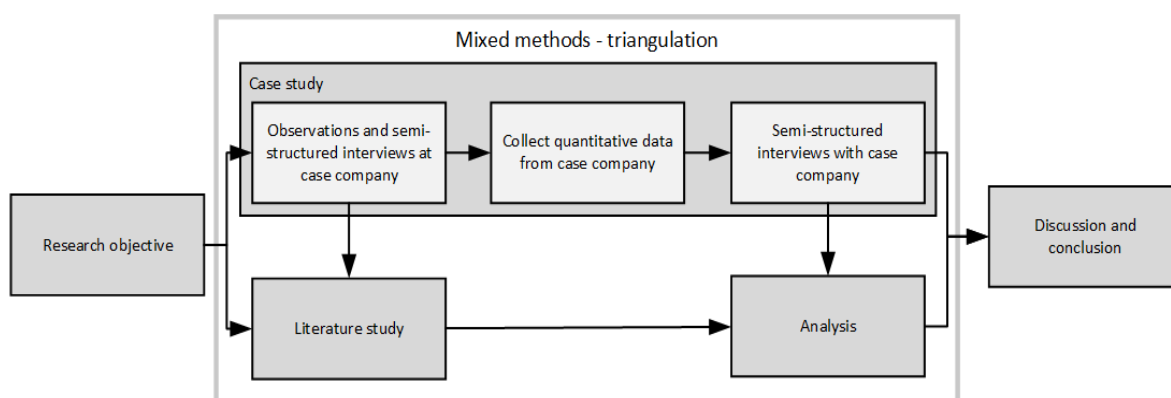 Mixed methods - triangulation
Case study
Observations and semi-
structured interviews at
case company
Collect quantitative data
from case company
Semi-structured
interviews with case
company
Research objective
Discussion and
conclusion
Literature study
Analysis